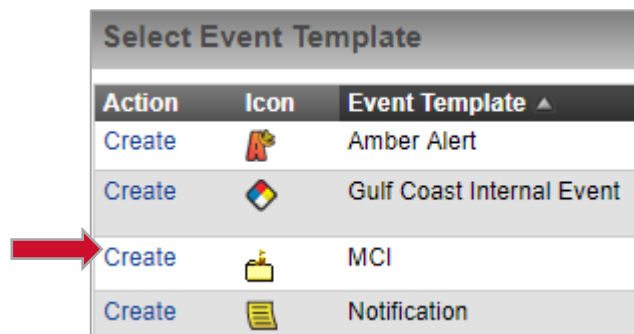 Select Event Template
Action Icon Event Template ▲
Create Amber Alert
Create Gulf Coast Internal Event
Create MCI
Create Notification